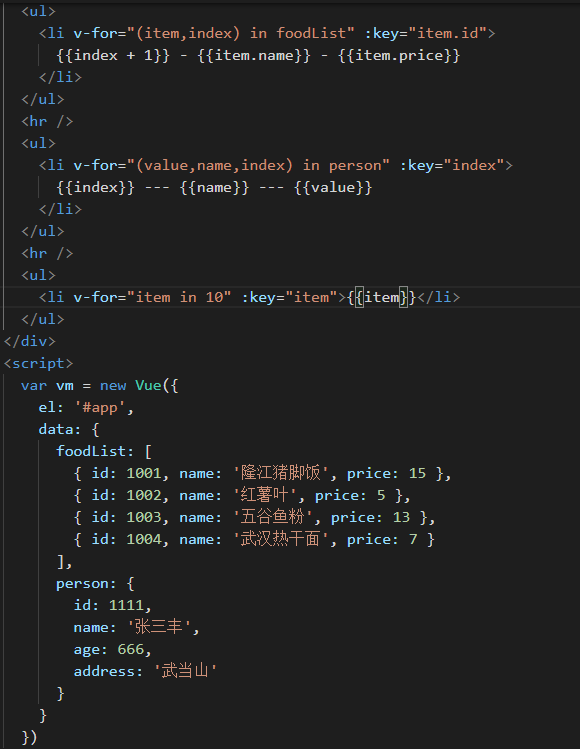 <ul>
<li v-for="(item,index) in foodList" :key="item.id">
{{index + 1}} - {{item.name}} - {{item.price}}
</li>
</ul>
<hr />
<ul>
<li v-for="(value,name,index) in person" :key="index">
{{index}} --- {{name}} --- {{value}}
</li>
</ul>
<hr />
<ul>
<li v-for="item in 10" :key="item">{{item}}</li>
</ul>
</div>
<script>
var vm = new Vue({
el: '#app',
data: {
foodList: [
{ id: 1001, name: '隆江猪脚饭', price: 15 },
{ id: 1002, name: '红薯叶', price: 5 },
{ id: 1003, name: '五谷鱼粉', price: 13 },
{ id: 1004, name: '武汉热干面', price: 7 }
],
person: {
id: 1111,
name: '张三丰',
age: 666,
address: '武当山'
}
}
})